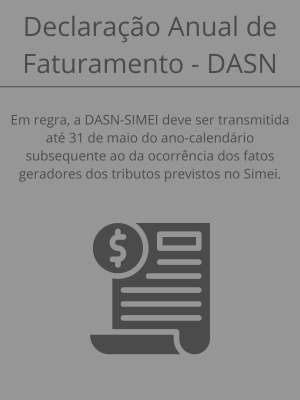 Declaração Anual de
Faturamento - DASN
Em regra, a DASN-SIMEI deve ser transmitida
até 31 de maio do ano-calendário
subsequente ao da ocorrência dos fatos
geradores dos tributos previstos no Simei.
$